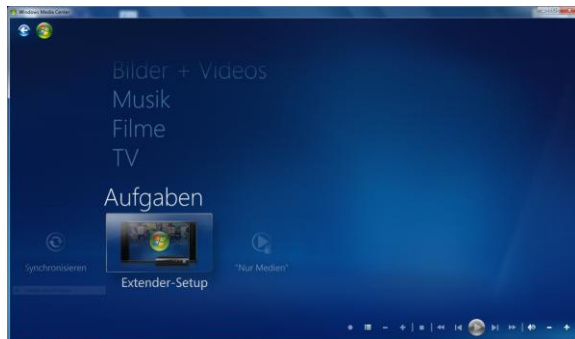 Windows Media Center
Bilder + Videos
Musik
Filme
TV
Aufgaben
Synchronisieren
Extender-Setup
"Nur Medien"